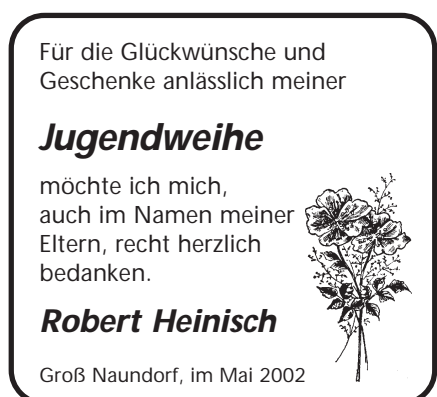 Für die Glückwünsche und
Geschenke anlässlich meiner
Jugendweihe
möchte ich mich,
auch im Namen meiner
Eltern, recht herzlich
bedanken.
Robert Heinisch
Groß Naundorf, im Mai 2002